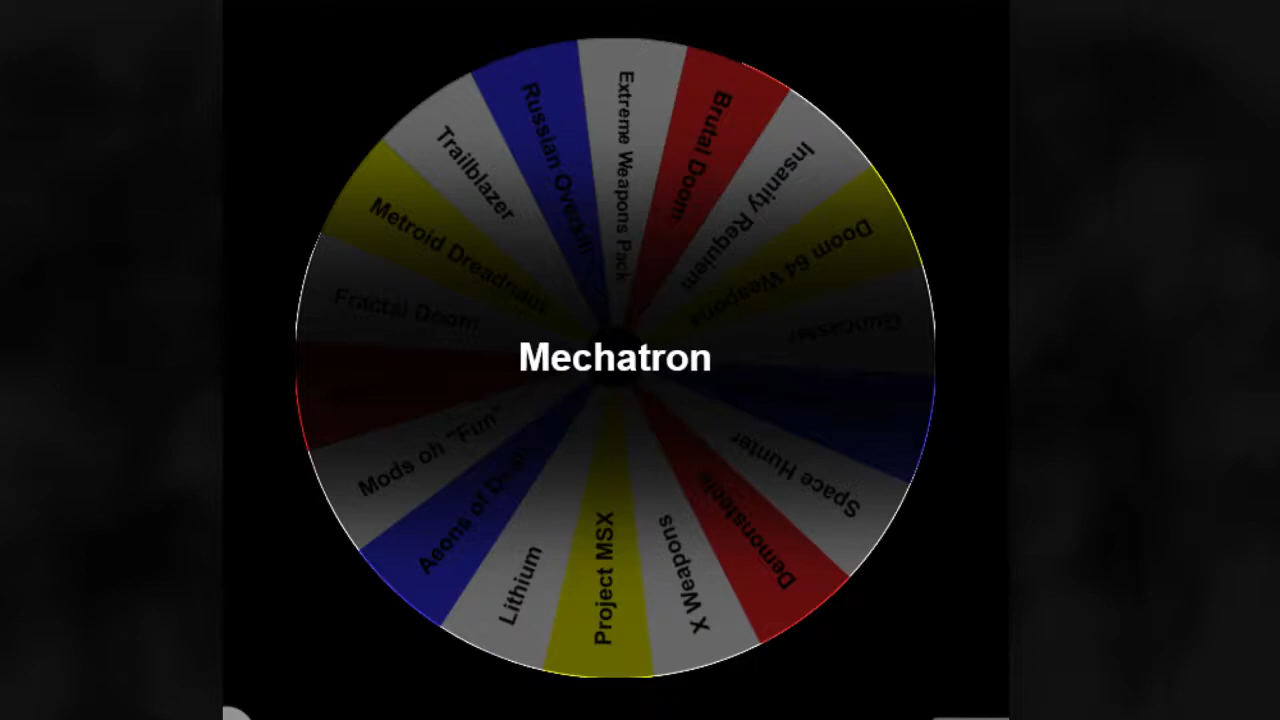 Extreme Weapons Pack
Brutal Doom
Insanity Requiem
Doom 64 Weapons
Guncaster
Space Hunter
Demonsteele
X Weapons
Project MSX
Lithium
Aeons of Death
Mods oh "Fun"
Fractal Doom
Metroid Dreadnaut
Trailblazer
Russian Overkill
Mechatron